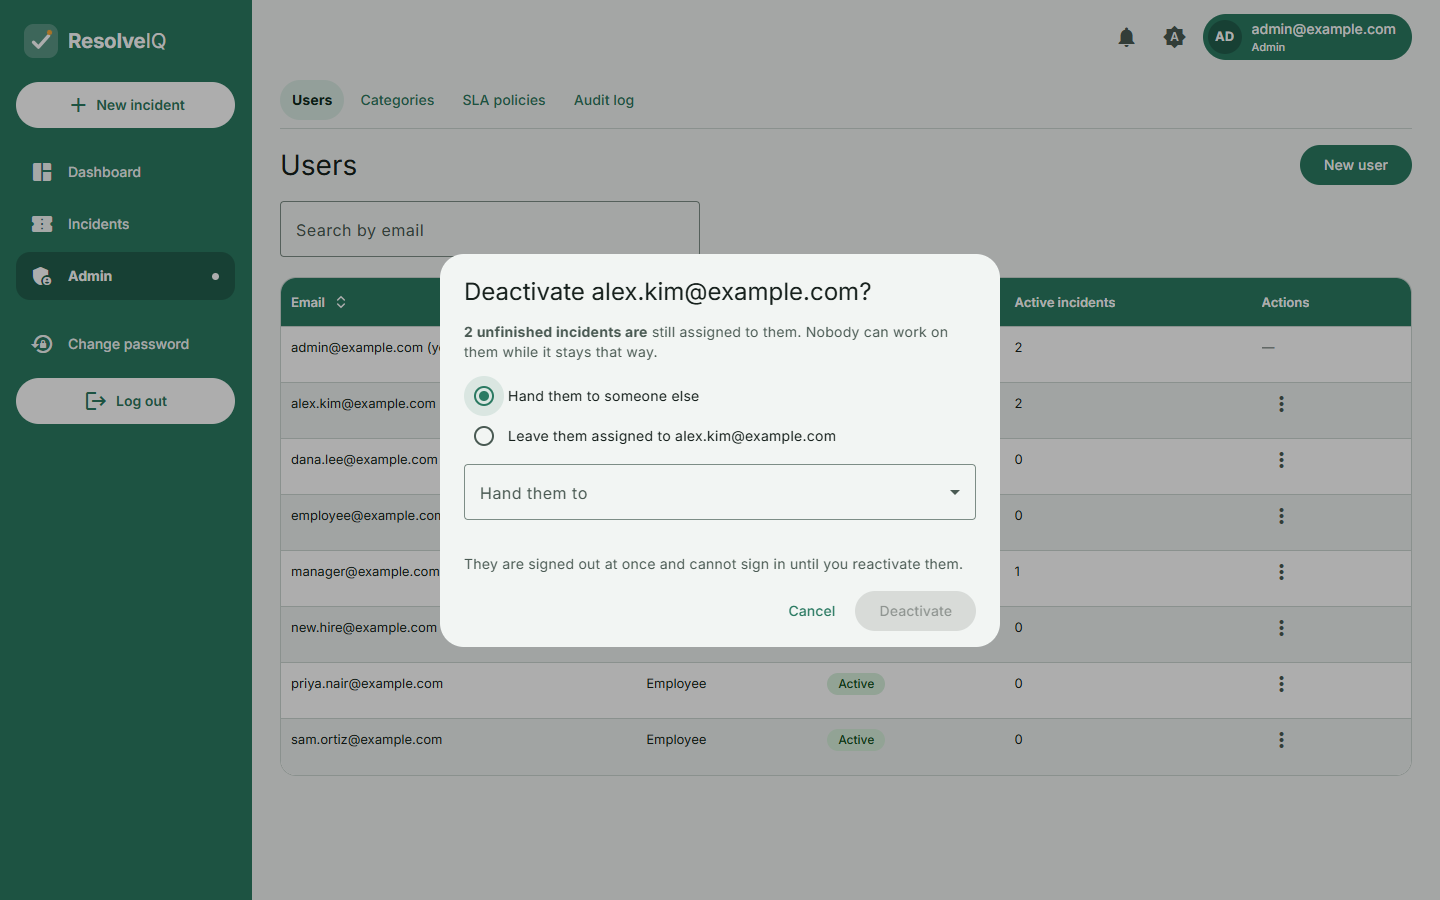 ResolveIQ
New incident
Dashboard
Incidents
Admin
Change password
Log out
A
AD
admin@example.com
Admin
Users
Categories
SLA policies
Audit log
Users
New user
Search by email
Email
Active incidents
Actions
admin@example.com (y
2
—
alex.kim@example.com
2
dana.lee@example.com
0
employee@example.com
0
manager@example.com
1
new.hire@example.com
0
priya.nair@example.com
Employee
Active
0
sam.ortiz@example.com
Employee
Active
0
Deactivate alex.kim@example.com?
2 unfinished incidents are still assigned to them. Nobody can work on
them while it stays that way.
Hand them to someone else
Leave them assigned to alex.kim@example.com
Hand them to
They are signed out at once and cannot sign in until you reactivate them.
Cancel
Deactivate